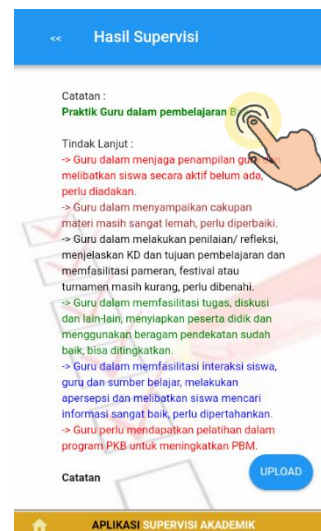 << Hasil Supervisi
Catatan :
Praktik Guru dalam pembelajaran
Tindak Lanjut :
-> Guru dalam menjaga penampilan guru dan
melibatkan siswa secara aktif belum ada,
perlu diadakan.
-> Guru dalam menyampaikan cakupan
materi masih sangat lemah, perlu diperbaiki.
-> Guru dalam melakukan penilaian/ refleksi,
menjelaskan KD dan tujuan pembelajaran dan
memfasilitasi pameran, festival atau
turnamen masih kurang, perlu dibenahi.
-> Guru dalam memfasilitasi tugas, diskusi
dan lain-lain, menyiapkan peserta didik dan
menggunakan beragam pendekatan sudah
baik, bisa ditingkatkan.
-> Guru dalam memfasilitasi interaksi siswa,
guru dan sumber belajar, melakukan
apersepsi dan melibatkan siswa mencari
informasi sangat baik, perlu dipertahankan.
-> Guru perlu mendapatkan pelatihan dalam
program PKB untuk meningkatkan PBM.
UPLOAD
Catatan
APLIKASI SUPERVISI AKADEMIK